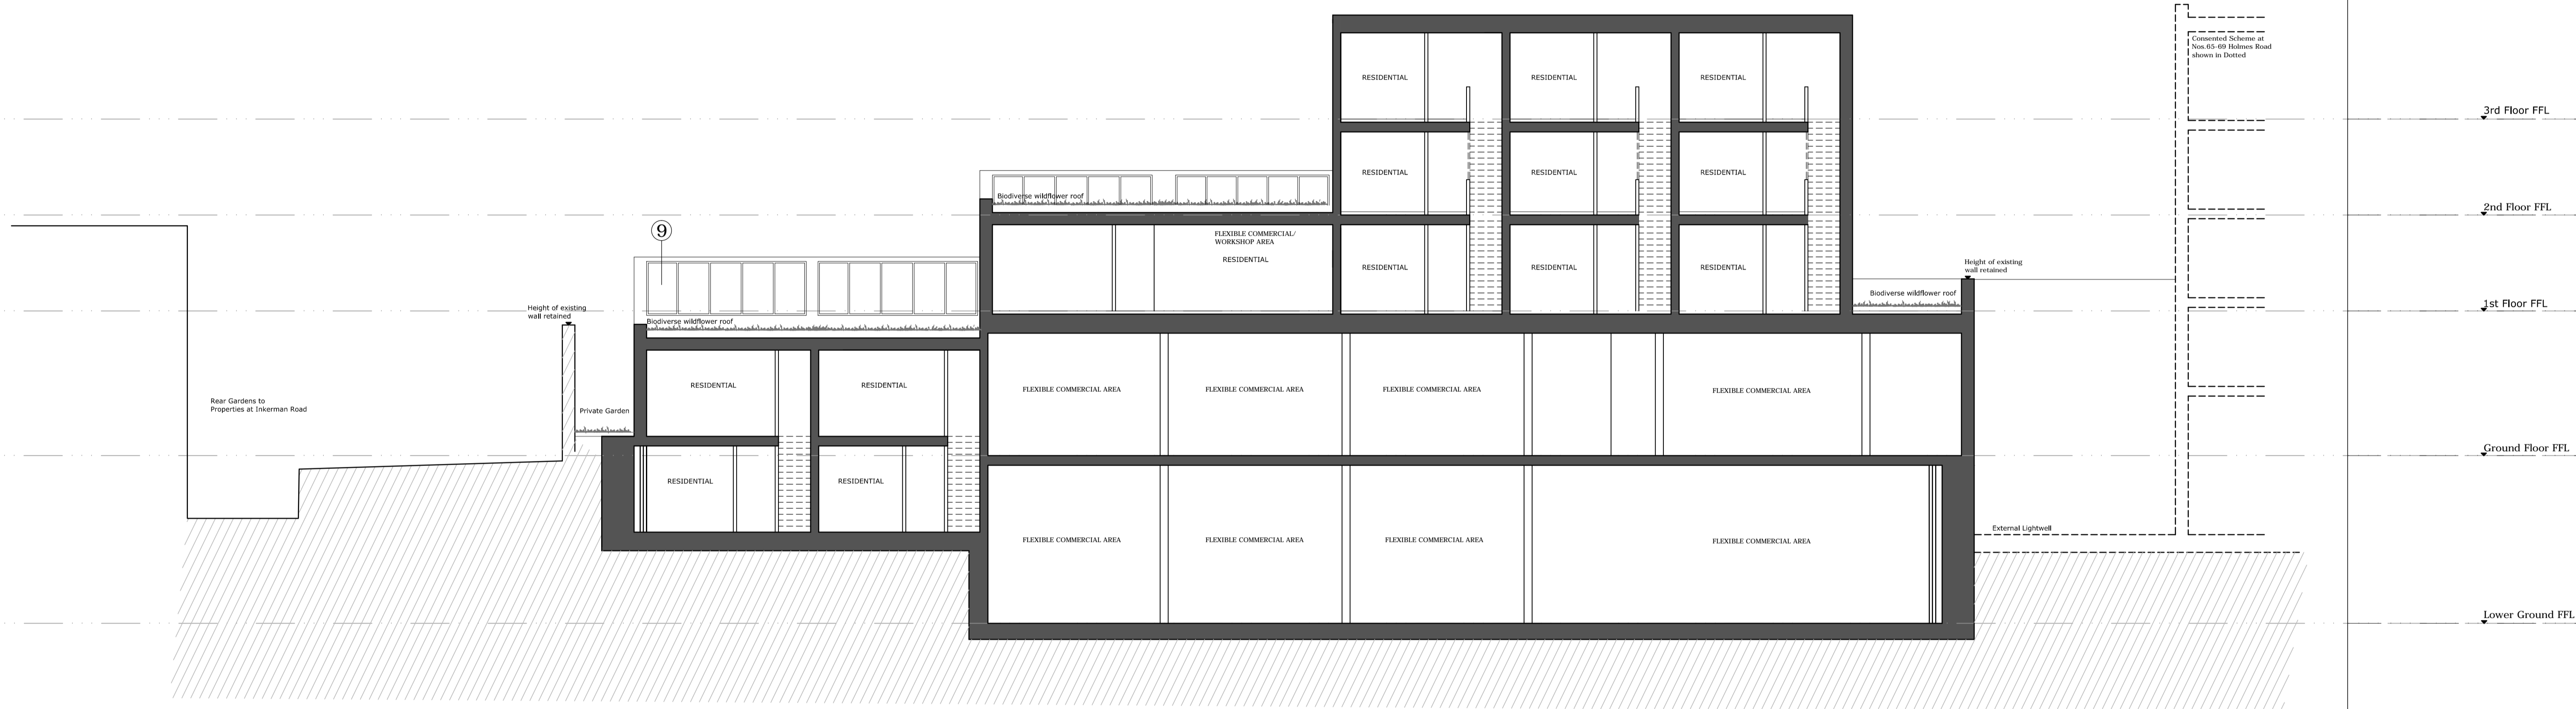 Consented Scheme at
Nos.65-69 Holmes Road
shown in Dotted
RESIDENTIAL
RESIDENTIAL
RESIDENTIAL
3rd Floor FFL
RESIDENTIAL
RESIDENTIAL
RESIDENTIAL
Biodiverse wildflower roof
2nd Floor FFL
9
FLEXIBLE COMMERCIAL/
WORKSHOP AREA
RESIDENTIAL
RESIDENTIAL
RESIDENTIAL
RESIDENTIAL
Height of existing
wall retained
Biodiverse wildflower roof
1st Floor FFL
Height of existing
wall retained
Biodiverse wildflower roof
RESIDENTIAL
RESIDENTIAL
FLEXIBLE COMMERCIAL AREA
FLEXIBLE COMMERCIAL AREA
FLEXIBLE COMMERCIAL AREA
FLEXIBLE COMMERCIAL AREA
Rear Gardens to
Properties at Inkerman Road
Private Garden
Ground Floor FFL
RESIDENTIAL
RESIDENTIAL
External Lightwell
FLEXIBLE COMMERCIAL AREA
FLEXIBLE COMMERCIAL AREA
FLEXIBLE COMMERCIAL AREA
FLEXIBLE COMMERCIAL AREA
Lower Ground FFL